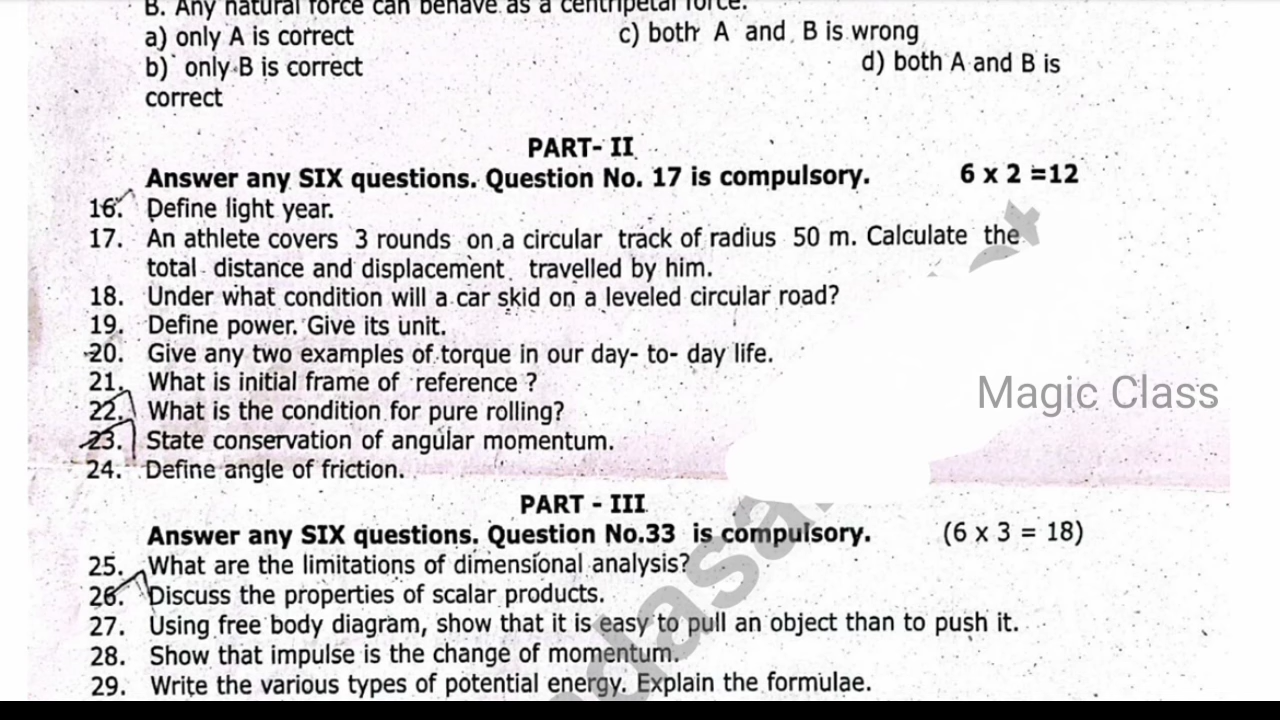 B. Any natural force can behave as a centripetal force.
a) only A is correct c) both A and B is wrong
b) only B is correct d) both A and B is
correct
PART- II
Answer any SIX questions. Question No. 17 is compulsory. 6 x 2 =12
16. Define light year.
17. An athlete covers 3 rounds on a circular track of radius 50 m. Calculate the
total distance and displacement travelled by him.
18. Under what condition will a car skid on a leveled circular road?
19. Define power. Give its unit.
20. Give any two examples of torque in our day- to- day life.
21. What is initial frame of reference ?
Magic Class
22. What is the condition for pure rolling?
23. State conservation of angular momentum.
24. Define angle of friction.
PART - III
Answer any SIX questions. Question No.33 is compulsory. (6 x 3 = 18)
25. What are the limitations of dimensional analysis?
26. Discuss the properties of scalar products.
27. Using free body diagram, show that it is easy to pull an object than to push it.
28. Show that impulse is the change of momentum.
29. Write the various types of potential energy. Explain the formulae.